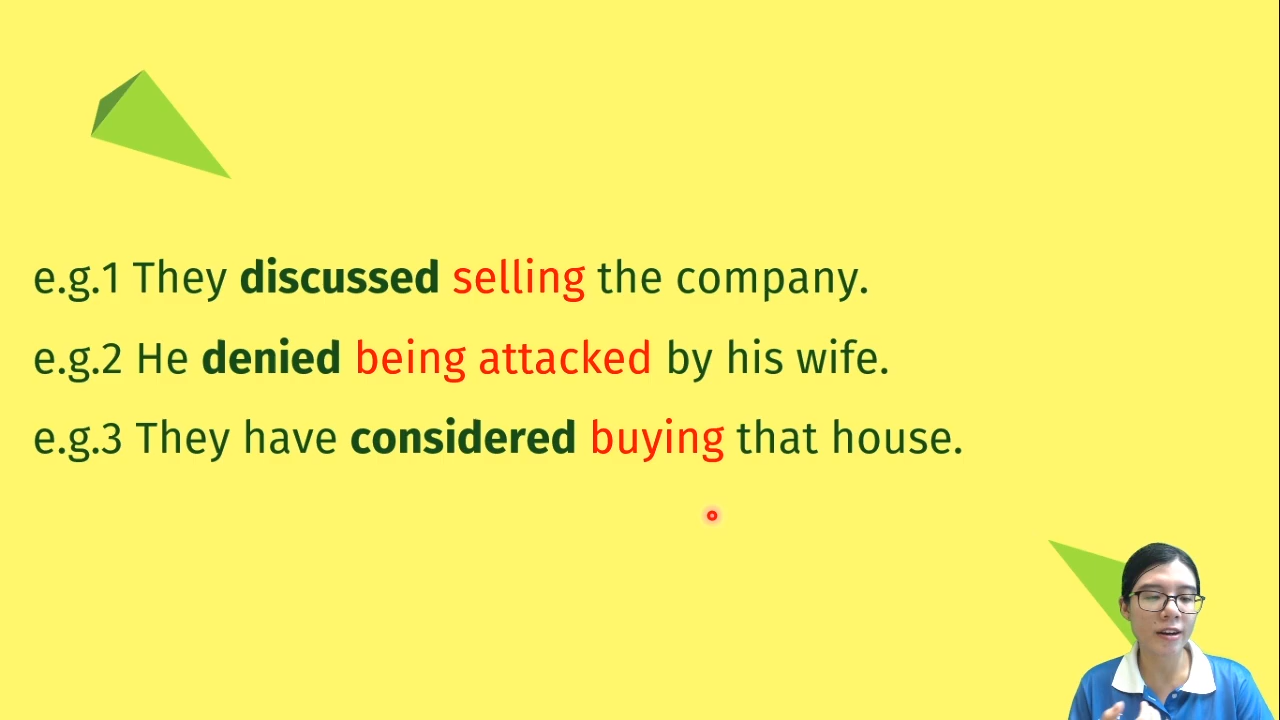 e.g.1 They discussed selling the company.
e.g.2 He denied being attacked by his wife.
e.g.3 They have considered buying that house.